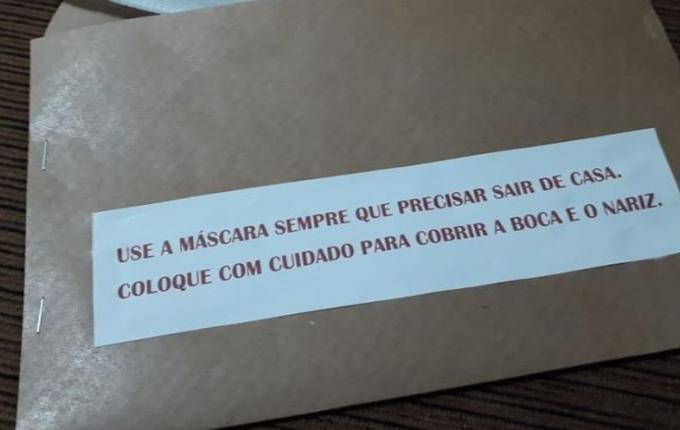 USE A MÁSCARA SEMPRE QUE PRECISAR SAIR DE CASA.
COLOQUE COM CUIDADO PARA COBRIR A BOCA E O NARIZ.